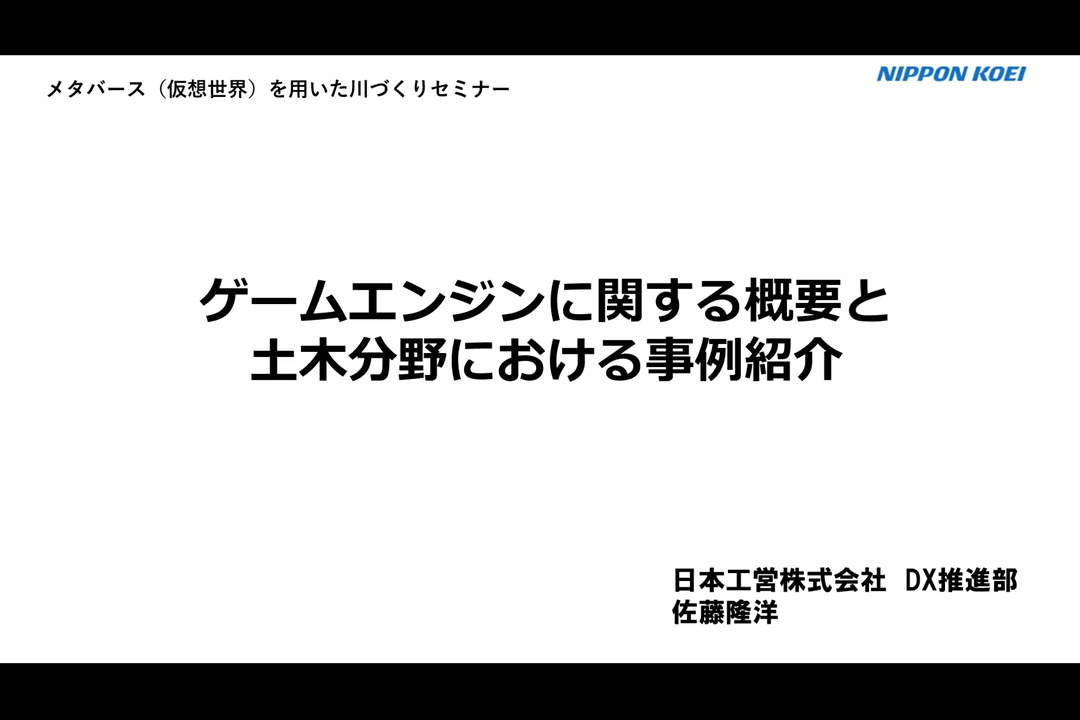 メタバース（仮想世界）を用いた川づくりセミナー
NIPPON KOEI
ゲームエンジンに関する概要と
土木分野における事例紹介
日本工営株式会社　DX推進部
佐藤隆洋